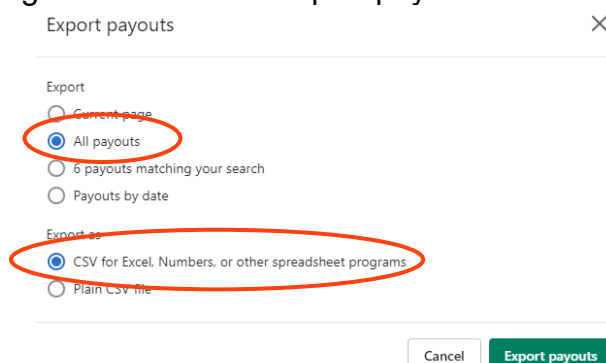 Export payouts
Export
Current page
All payouts
6 payouts matching your search
Payouts by date
Export as
CSV for Excel, Numbers, or other spreadsheet programs
Plain CSV file
Cancel Export payouts